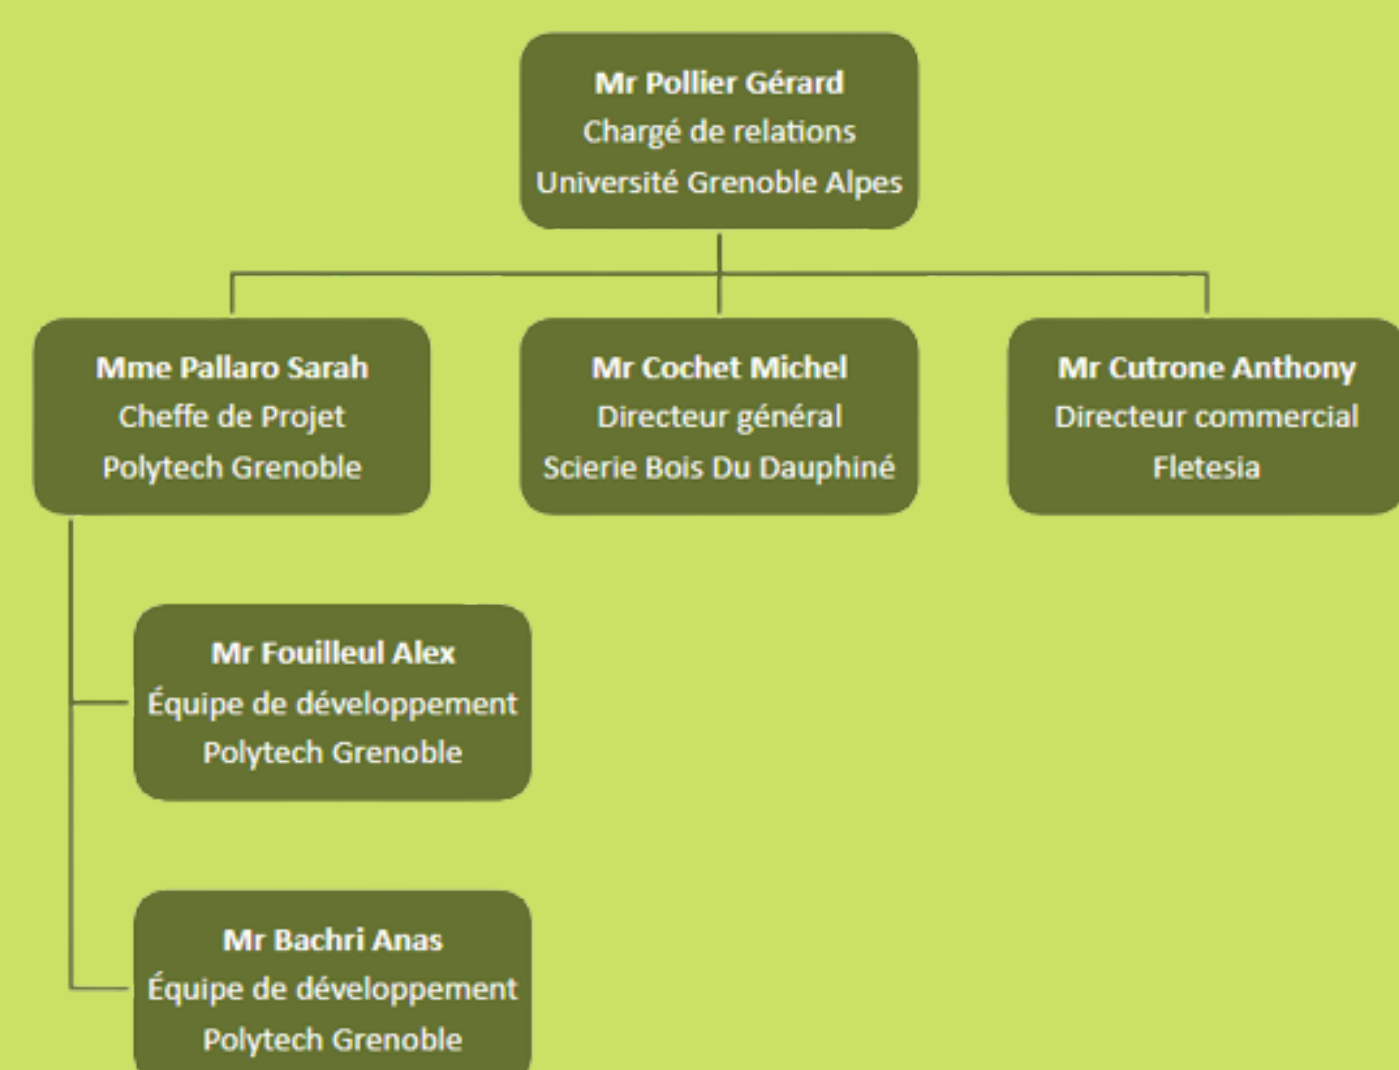 Mr Pollier Gérard
Chargé de relations
Université Grenoble Alpes
Mme Pallaro Sarah
Cheffe de Projet
Polytech Grenoble
Mr Cochet Michel
Directeur général
Scierie Bois Du Dauphiné
Mr Cutrone Anthony
Directeur commercial
Fletesia
Mr Fouilleul Alex
Équipe de développement
Polytech Grenoble
Mr Bachri Anas
Équipe de développement
Polytech Grenoble